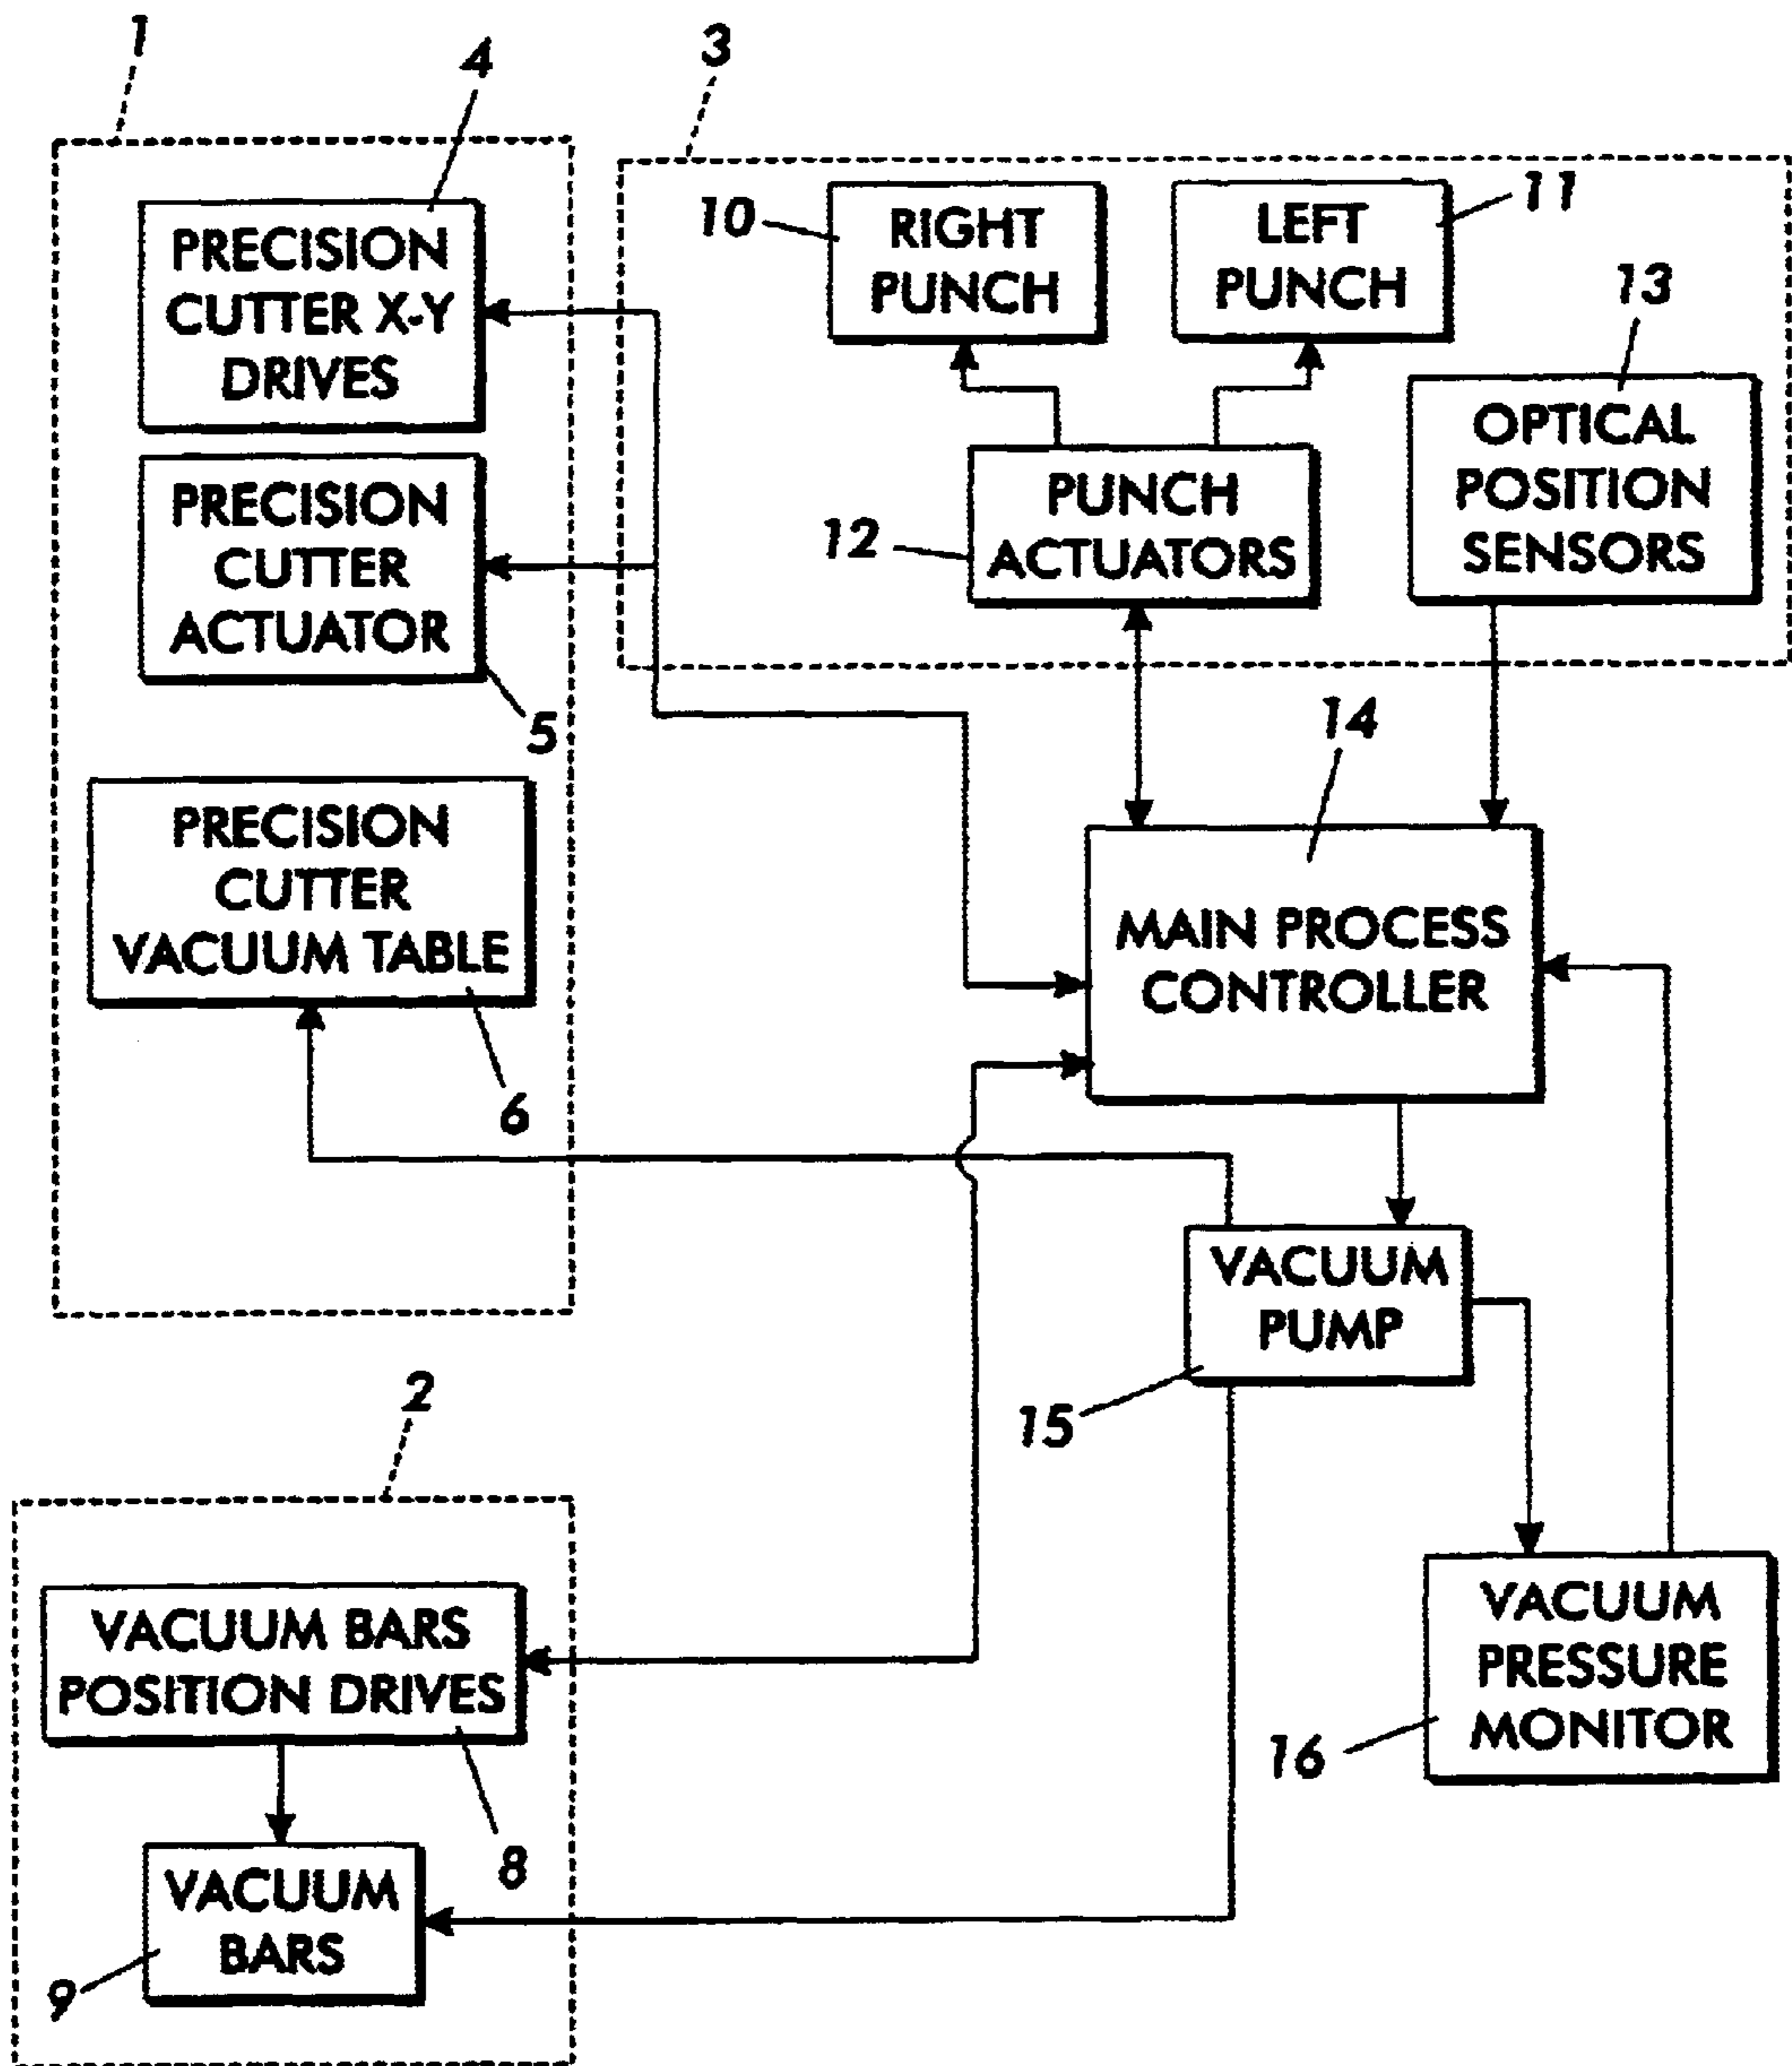 1
4
3
PRECISION
CUTTER X-Y
DRIVES
10
RIGHT
PUNCH
LEFT
PUNCH
11
13
PRECISION
CUTTER
ACTUATOR
5
12
PUNCH
ACTUATORS
OPTICAL
POSITION
SENSORS
14
PRECISION
CUTTER
VACUUM TABLE
6
MAIN PROCESS
CONTROLLER
VACUUM
PUMP
15
2
VACUUM BARS
POSITION DRIVES
8
VACUUM
PRESSURE
MONITOR
16
VACUUM
BARS
9